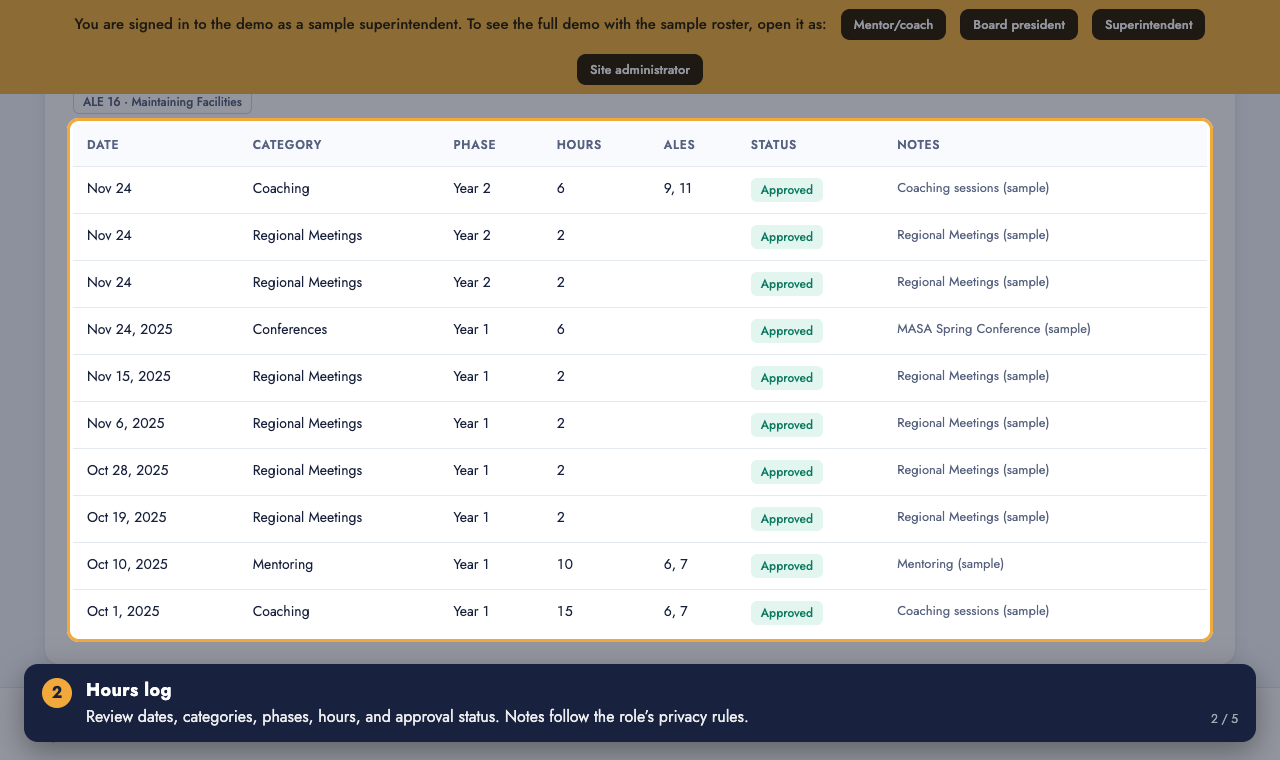 You are signed in to the demo as a sample superintendent. To see the full demo with the sample roster, open it as: Mentor/coach Board president Superintendent
Site administrator
ALE 16 · Maintaining Facilities
DATE CATEGORY PHASE HOURS ALES STATUS NOTES
Nov 24 Coaching Year 2 6 9, 11 Approved Coaching sessions (sample)
Nov 24 Regional Meetings Year 2 2 Approved Regional Meetings (sample)
Nov 24 Regional Meetings Year 2 2 Approved Regional Meetings (sample)
Nov 24, 2025 Conferences Year 1 6 Approved MASA Spring Conference (sample)
Nov 15, 2025 Regional Meetings Year 1 2 Approved Regional Meetings (sample)
Nov 6, 2025 Regional Meetings Year 1 2 Approved Regional Meetings (sample)
Oct 28, 2025 Regional Meetings Year 1 2 Approved Regional Meetings (sample)
Oct 19, 2025 Regional Meetings Year 1 2 Approved Regional Meetings (sample)
Oct 10, 2025 Mentoring Year 1 10 6, 7 Approved Mentoring (sample)
Oct 1, 2025 Coaching Year 1 15 6, 7 Approved Coaching sessions (sample)
2 Hours log
Review dates, categories, phases, hours, and approval status. Notes follow the role's privacy rules.
2 / 5